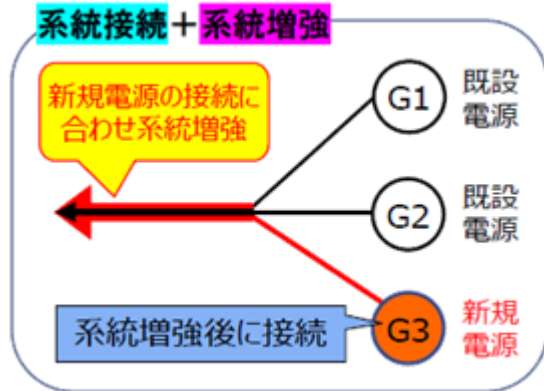 系統接続＋系統増強
新規電源の接続に
合わせ系統増強
G1
既設
電源
G2
既設
電源
系統増強後に接続
G3
新規
電源